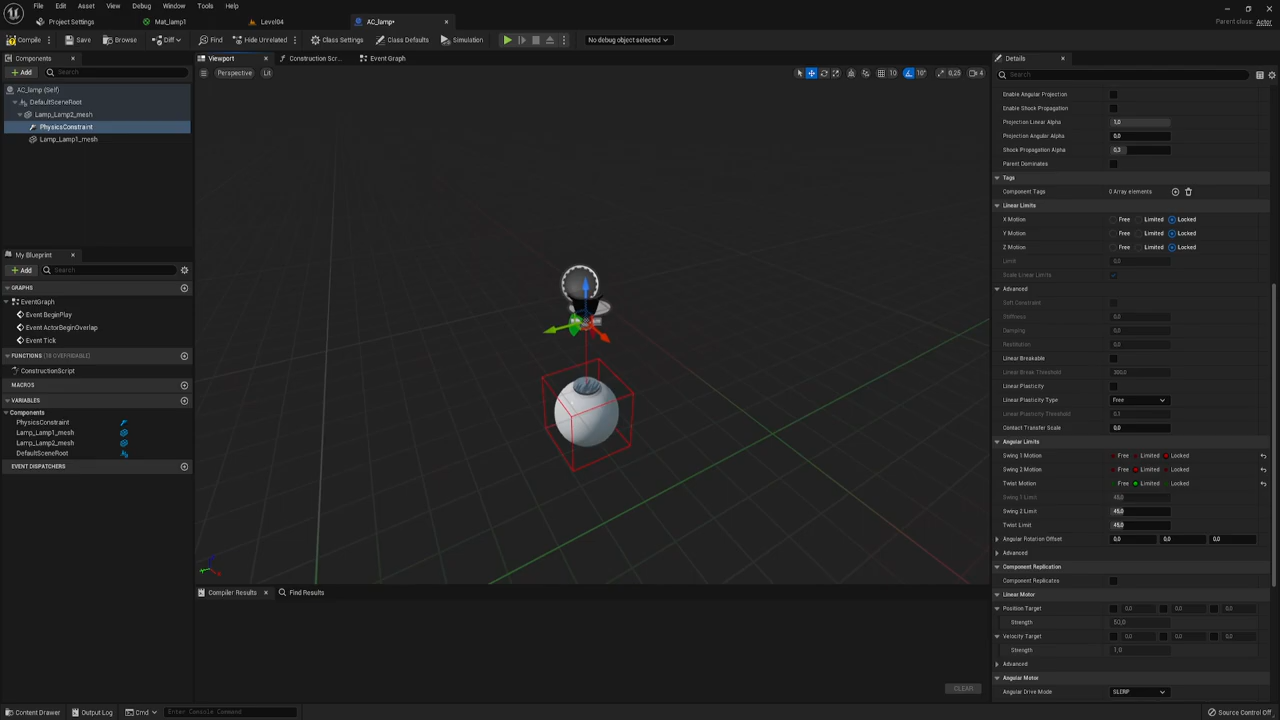 File Edit Asset View Debug Window Tools Help
Parent class: Actor
Project Settings Mat_lamp1 Level04 AC_lamp•
Compile Save Browse Diff Find Hide Unrelated Class Settings Class Defaults Simulation No debug object selected
Components
Add Search
AC_lamp (Self)
DefaultSceneRoot
Lamp_Lamp2_mesh
PhysicsConstraint
Lamp_Lamp1_mesh
My Blueprint
Add Search
GRAPHS
EventGraph
Event BeginPlay
Event ActorBeginOverlap
Event Tick
FUNCTIONS (18 OVERRIDABLE)
ConstructionScript
MACROS
VARIABLES
Components
PhysicsConstraint
Lamp_Lamp1_mesh
Lamp_Lamp2_mesh
DefaultSceneRoot
EVENT DISPATCHERS
Viewport Construction Scr... Event Graph
Perspective Lit
10 10° 0,25 4
Compiler Results Find Results
CLEAR
Details
Search
Enable Angular Projection
Enable Shock Propagation
Projection Linear Alpha 1,0
Projection Angular Alpha 0,0
Shock Propagation Alpha 0,3
Parent Dominates
Tags
Component Tags 0 Array elements
Linear Limits
X Motion Free Limited Locked
Y Motion Free Limited Locked
Z Motion Free Limited Locked
Limit 0,0
Scale Linear Limits
Advanced
Soft Constraint
Stiffness 0,0
Damping 0,0
Restitution 0,0
Linear Breakable
Linear Break Threshold 300,0
Linear Plasticity
Linear Plasticity Type Free
Linear Plasticity Threshold 0,1
Contact Transfer Scale 0,0
Angular Limits
Swing 1 Motion Free Limited Locked
Swing 2 Motion Free Limited Locked
Twist Motion Free Limited Locked
Swing 1 Limit 45,0
Swing 2 Limit 45,0
Twist Limit 45,0
Angular Rotation Offset 0,0 0,0 0,0
Advanced
Component Replication
Component Replicates
Linear Motor
Position Target 0,0 0,0 0,0
Strength 50,0
Velocity Target 0,0 0,0 0,0
Strength 1,0
Advanced
Angular Motor
Angular Drive Mode SLERP
Content Drawer Output Log Cmd Enter Console Command Source Control Off